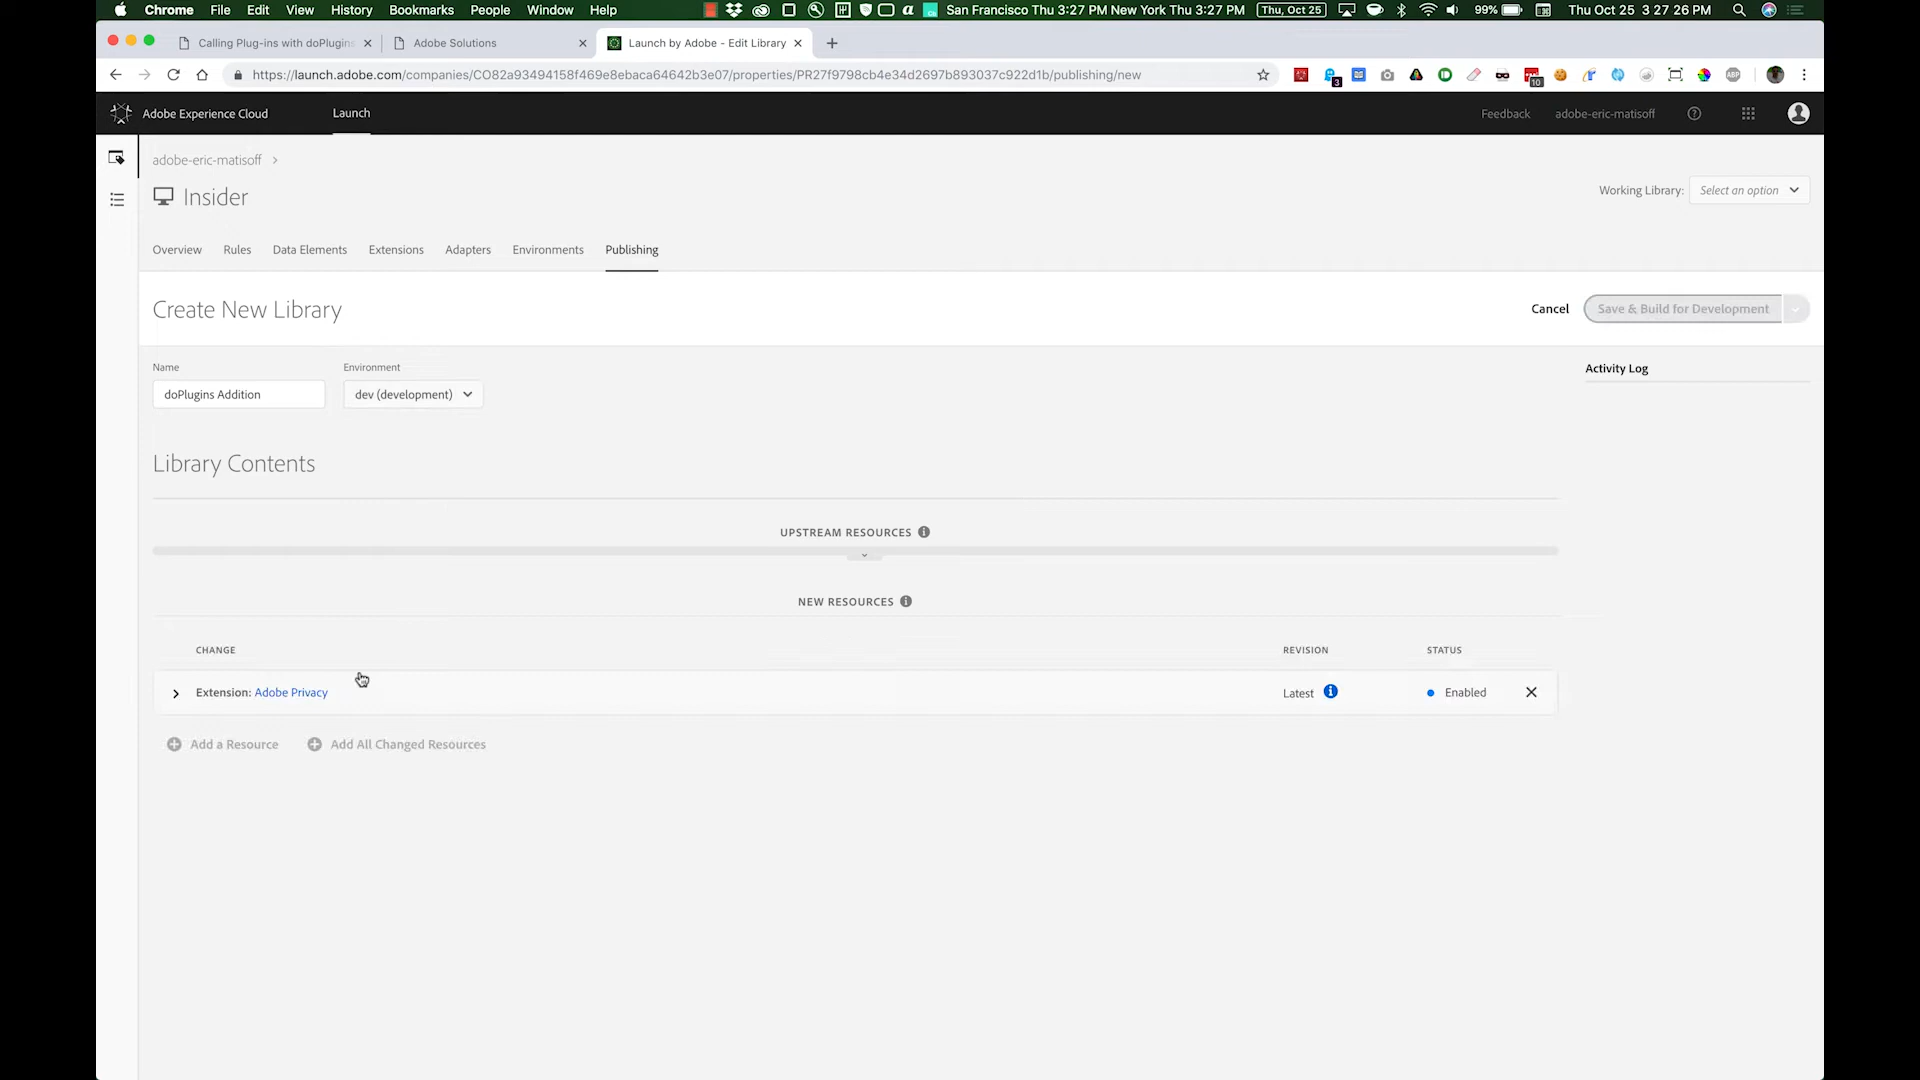 Chrome File Edit View History Bookmarks People Window Help San Francisco Thu 3:27 PM New York Thu 3:27 PM Thu, Oct 25 99% Thu Oct 25 3 27 26 PM
Calling Plug-ins with doPlugins Adobe Solutions Launch by Adobe - Edit Library
https://launch.adobe.com/companies/CO82a93494158f469e8ebaca64642b3e07/properties/PR27f9798cb4e34d2697b893037c922d1b/publishing/new
3 10 ABP
Adobe Experience Cloud Launch Feedback adobe-eric-matisoff
adobe-eric-matisoff
Insider
Working Library: Select an option
Overview Rules Data Elements Extensions Adapters Environments Publishing
Create New Library
Cancel Save & Build for Development
Name Environment Activity Log
doPlugins Addition dev (development)
Library Contents
UPSTREAM RESOURCES
NEW RESOURCES
CHANGE REVISION STATUS
Extension: Adobe Privacy Latest Enabled
Add a Resource Add All Changed Resources